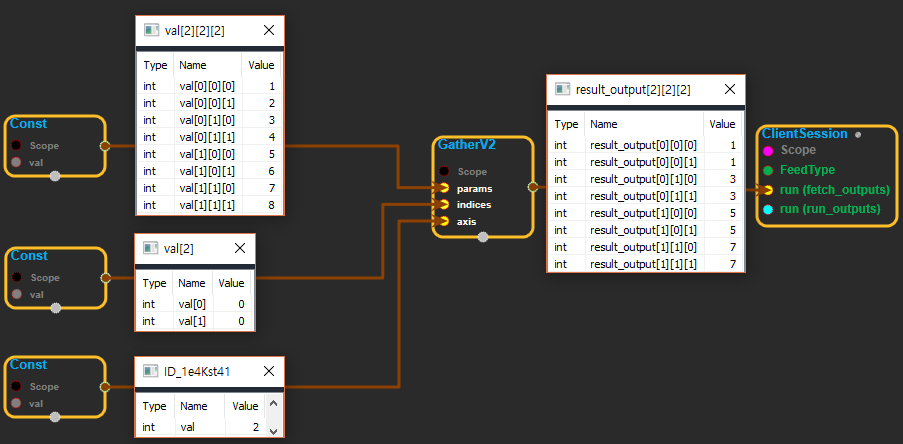 val[2][2][2]
Type Name Value
int val[0][0][0] 1
int val[0][0][1] 2
int val[0][1][0] 3
int val[0][1][1] 4
int val[1][0][0] 5
int val[1][0][1] 6
int val[1][1][0] 7
int val[1][1][1] 8
Const
Scope
val
val[2]
Type Name Value
int val[0] 0
int val[1] 0
Const
Scope
val
ID_1e4Kst41
Type Name Value
int val 2
Const
Scope
val
GatherV2
Scope
params
indices
axis
result_output[2][2][2]
Type Name Value
int result_output[0][0][0] 1
int result_output[0][0][1] 1
int result_output[0][1][0] 3
int result_output[0][1][1] 3
int result_output[1][0][0] 5
int result_output[1][0][1] 5
int result_output[1][1][0] 7
int result_output[1][1][1] 7
ClientSession
Scope
FeedType
run (fetch_outputs)
run (run_outputs)